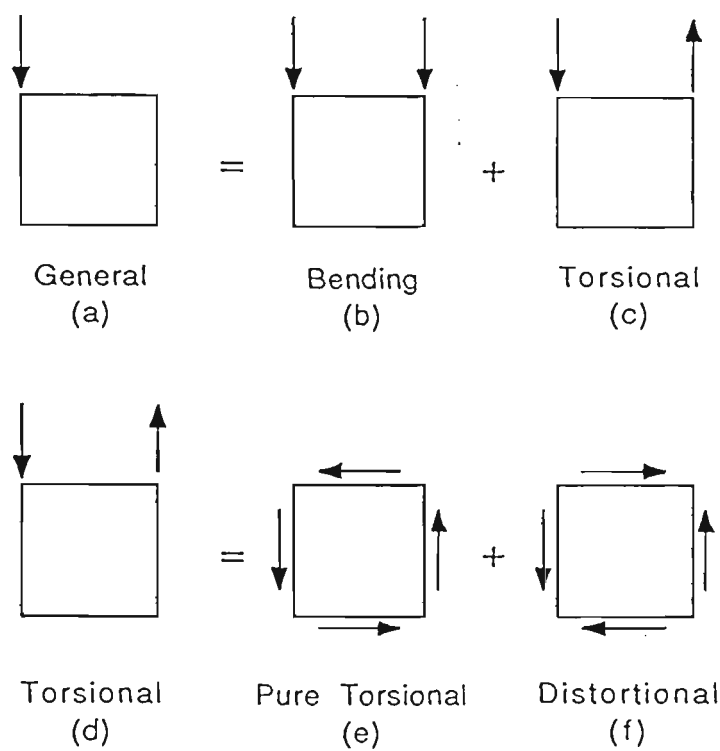 = +
General Bending Torsional
(a) (b) (c)
= +
Torsional Pure Torsional Distortional
(d) (e) (f)